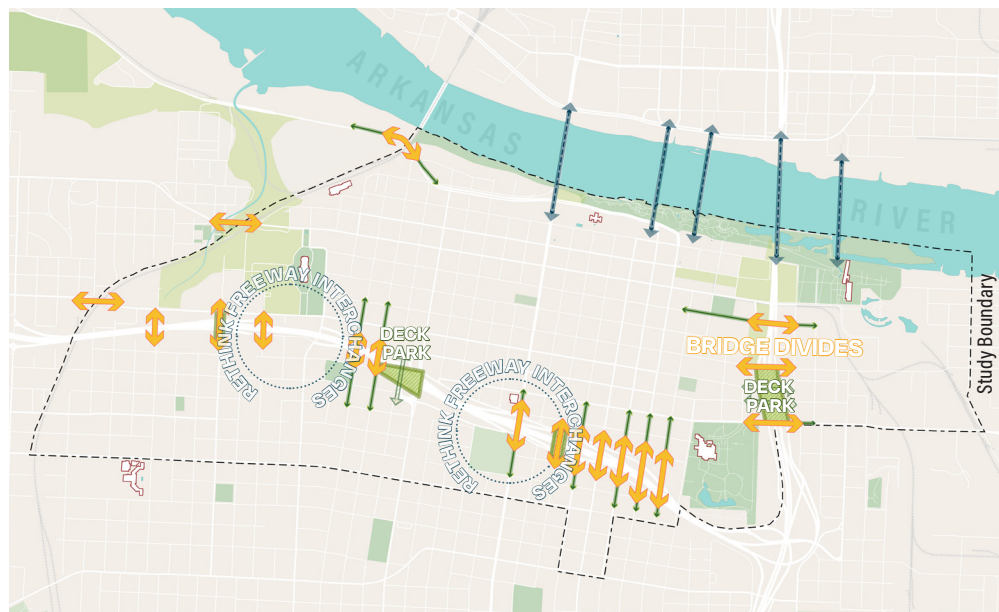 ARKANSAS
RIVER
Study Boundary
RETHINK FREEWAY INTERCHANGES
DECK
PARK
BRIDGE DIVIDES
RETHINK FREEWAY INTERCHANGES
DECK
PARK